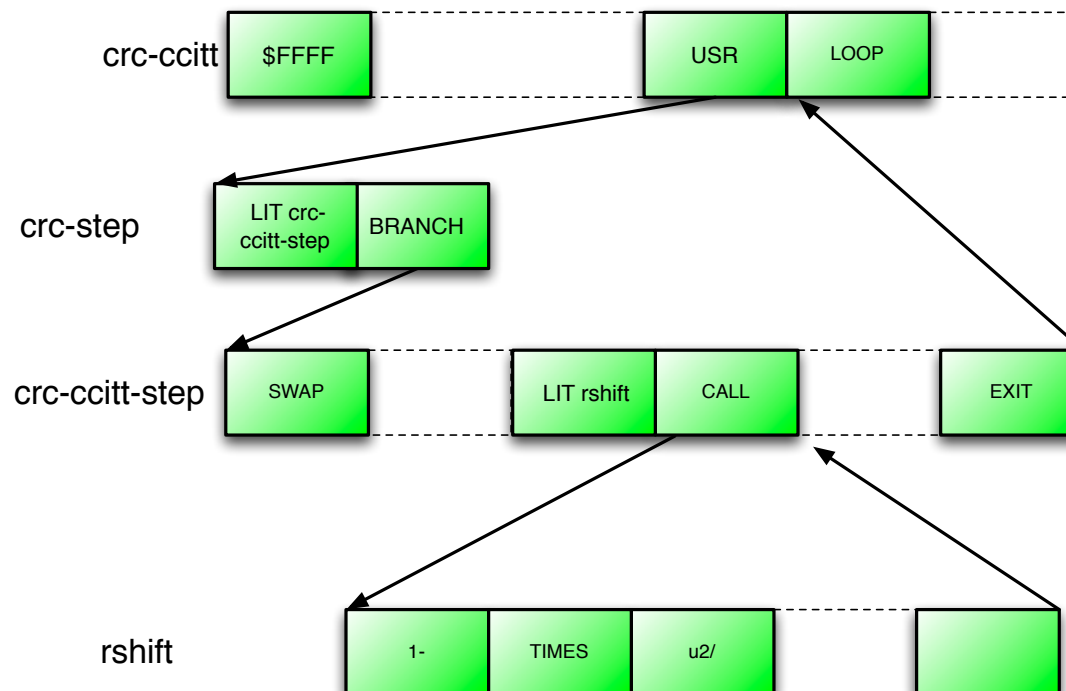 crc-ccitt
$FFFF
USR
LOOP
crc-step
LIT crc-
ccitt-step
BRANCH
crc-ccitt-step
SWAP
LIT rshift
CALL
EXIT
rshift
1-
TIMES
u2/